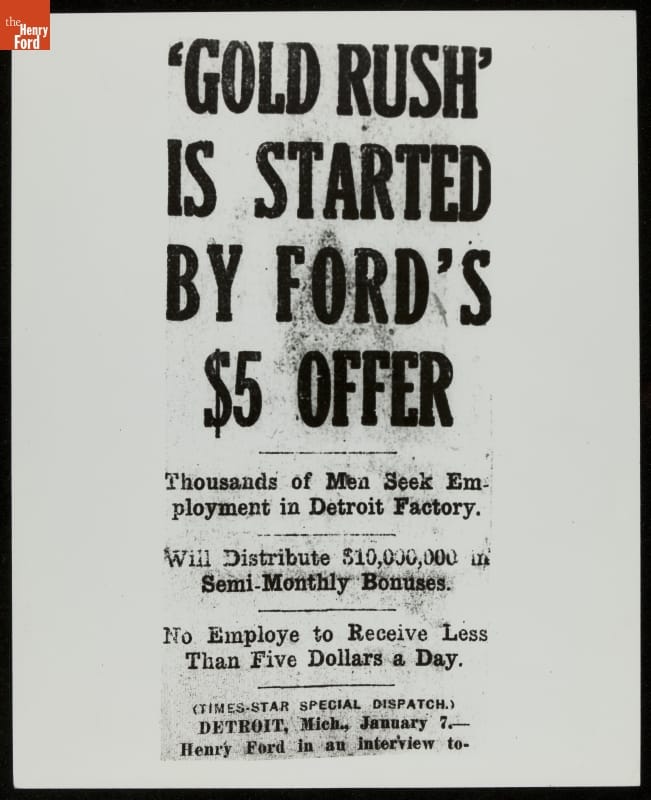 the
Henry
Ford
'GOLD RUSH'
IS STARTED
BY FORD'S
$5 OFFER
Thousands of Men Seek Em-
ployment in Detroit Factory.
Will Distribute $10,000,000 in
Semi-Monthly Bonuses.
No Employe to Receive Less
Than Five Dollars a Day.
(TIMES-STAR SPECIAL DISPATCH.)
DETROIT, Mich., January 7.—
Henry Ford in an interview to-